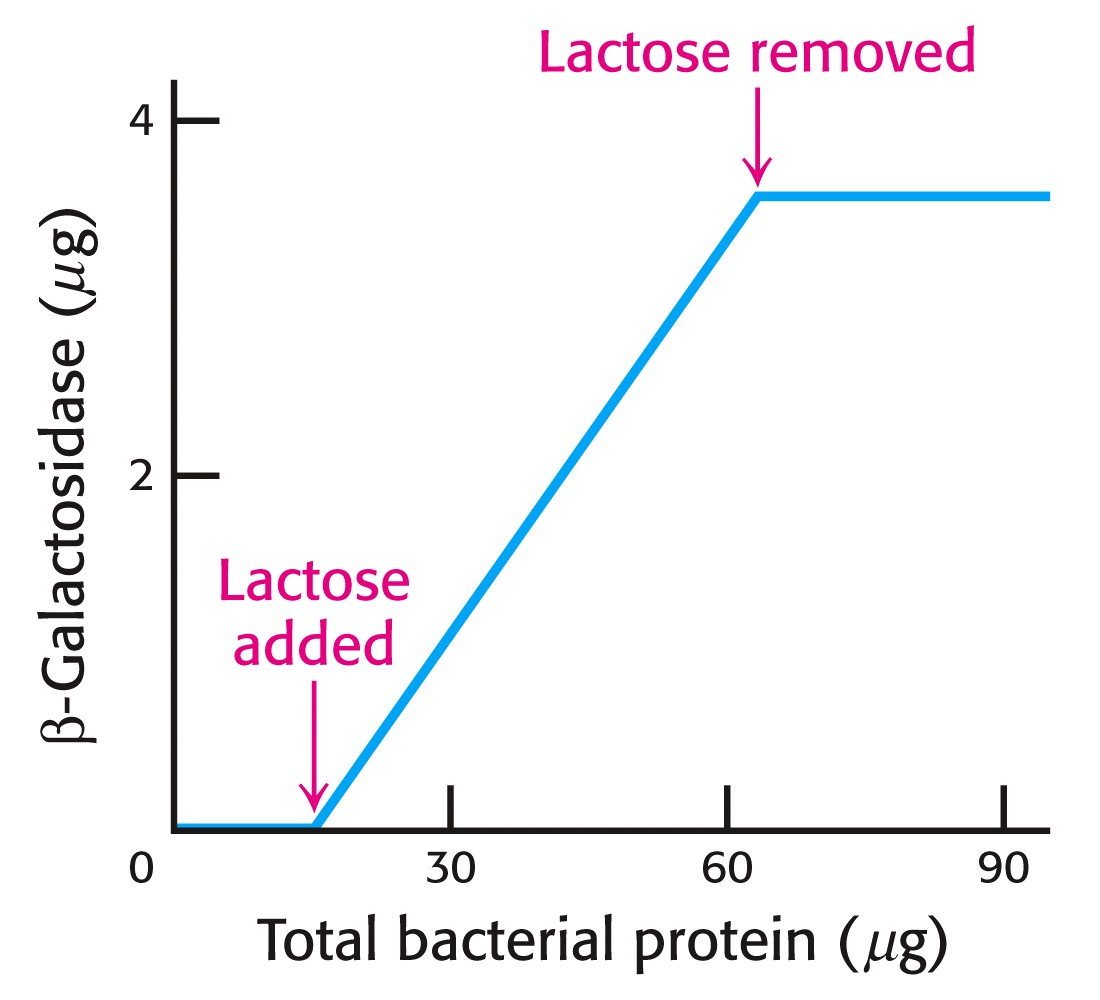 Lactose removed
4
β-Galactosidase (μg)
2
Lactose
added
0
30
60
90
Total bacterial protein (μg)